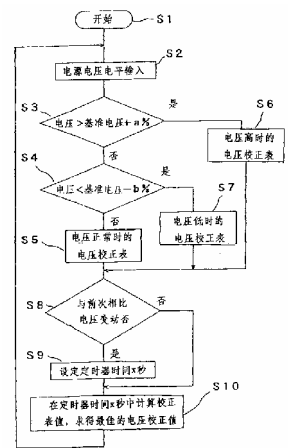 开始
S1
S2
电源电压电平输入
S3
电压>基准电压+a%
是
S6
否
电压高时的
电压校正表
S4
电压<基准电压-b%
是
S7
否
电压低时的
电压校正表
S5
电压正常时的
电压校正表
S8
与前次相比
电压变动否
否
是
S9
设定定时器时间x秒
S10
在定时器时间x秒中计算校正
表值,求得最佳的电压校正值